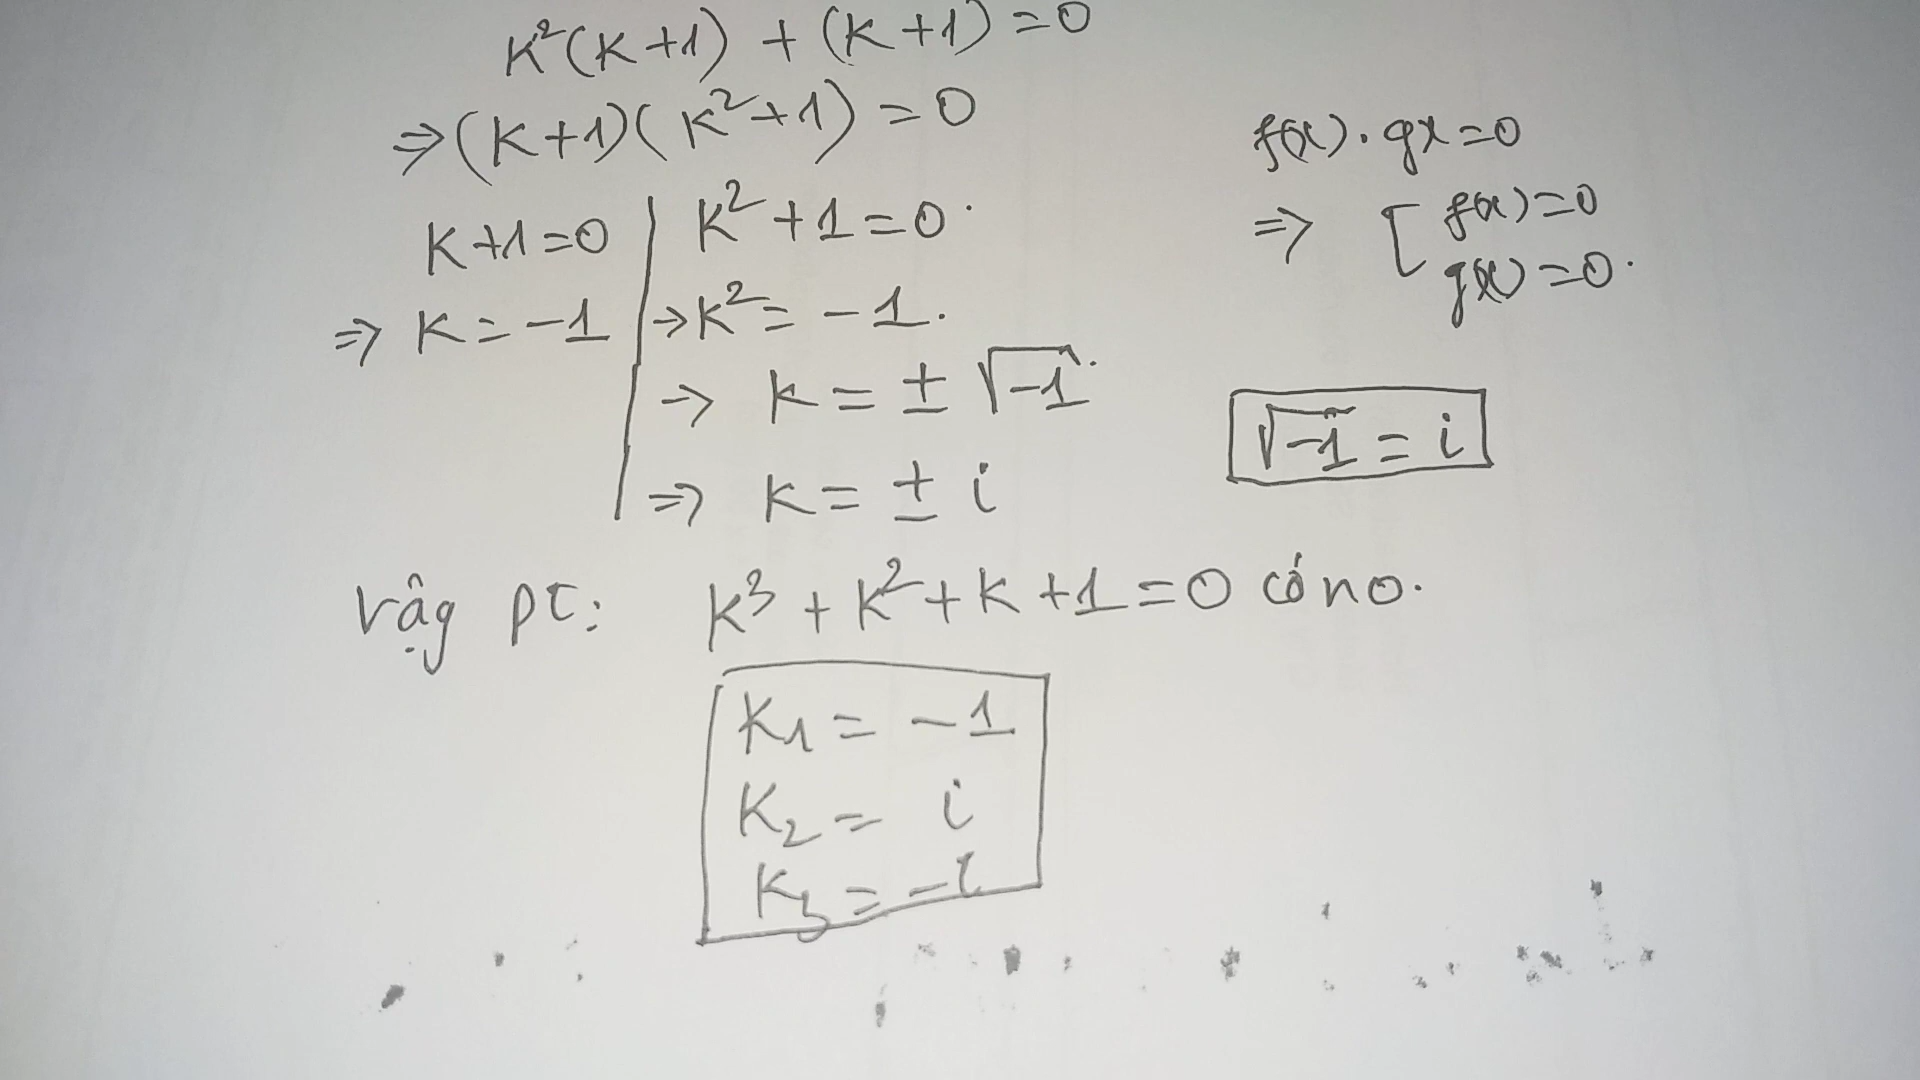 K²(K+1) + (K+1) = 0
⇒ (K+1)(K²+1) = 0
K+1=0
⇒ K = -1
K²+1=0.
→ K² = -1.
→ K = ± √-1.
⇒ K = ± i
f(x).gx=0
⇒ [ f(x)=0
g(x)=0.
√-1 = i
Vậy pt: K³ + K² + K + 1 = 0 có no.
K1 = -1
K2 = i
K3 = -i